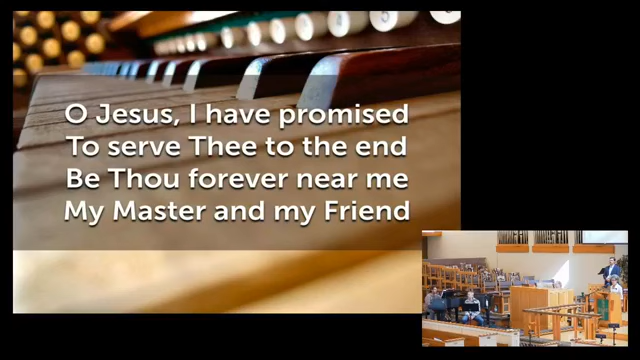 O Jesus, I have promised
To serve Thee to the end
Be Thou forever near me
My Master and my Friend